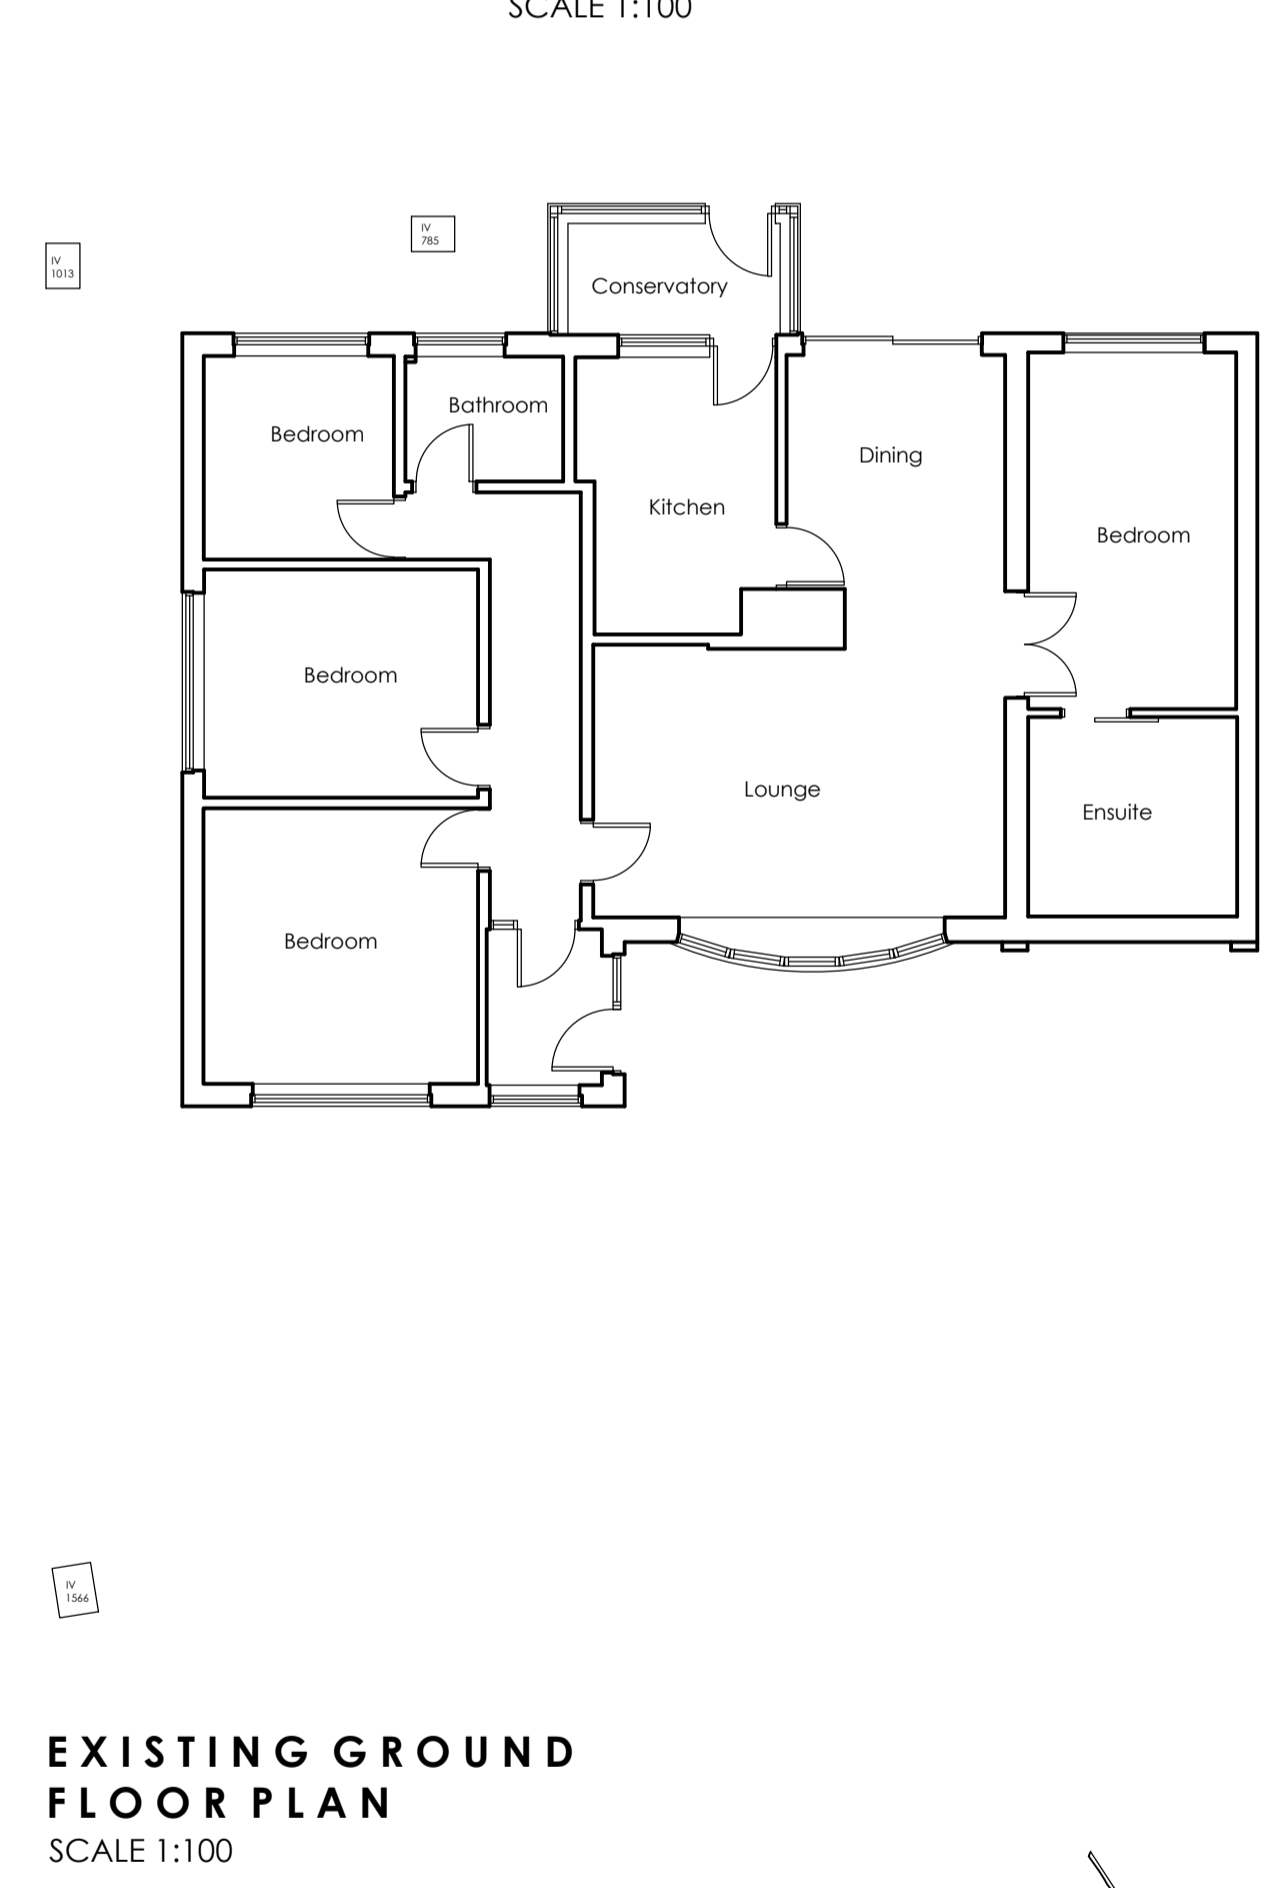 SCALE 1:100
IV
785
IV
1013
Conservatory
Bathroom
Bedroom
Dining
Kitchen
Bedroom
Bedroom
Lounge
Ensuite
Bedroom
IV
1566
EXISTING GROUND
FLOOR PLAN
SCALE 1:100